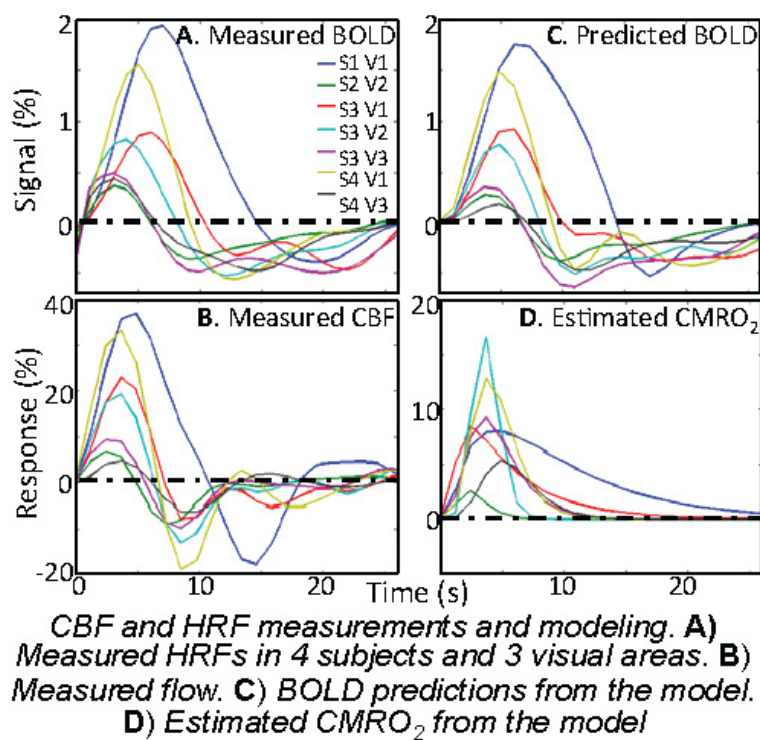 A. Measured BOLD
C. Predicted BOLD
2
1
0
Signal (%)
S1 V1
S2 V2
S3 V1
S3 V2
S3 V3
S4 V1
S4 V3
2
1
0
B. Measured CBF
D. Estimated CMRO₂
40
20
0
-20
Response (%)
20
10
0
0 10 20
Time (s)
0 10 20
CBF and HRF measurements and modeling. A)
Measured HRFs in 4 subjects and 3 visual areas. B)
Measured flow. C) BOLD predictions from the model.
D) Estimated CMRO₂ from the model